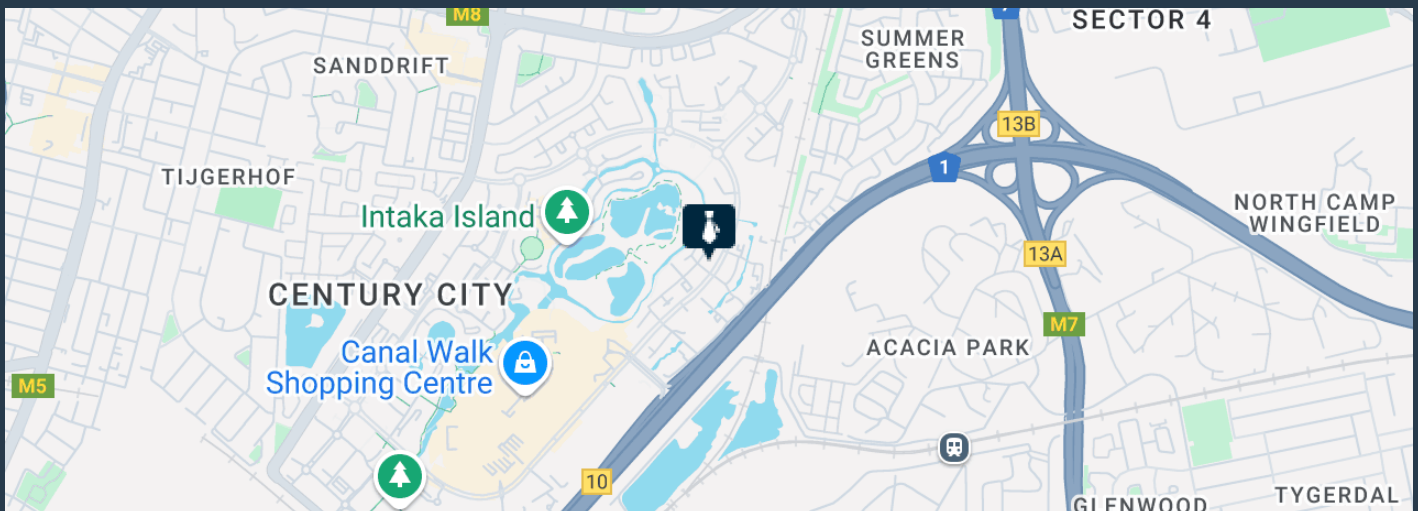 M8
SECTOR 4
SUMMER
GREENS
SANDDRIFT
13B
1
TIJGERHOF
NORTH CAMP
WINGFIELD
Intaka Island
13A
CENTURY CITY
M7
ACACIA PARK
Canal Walk
Shopping Centre
M5
10
TYGERDAL
GLENWOOD